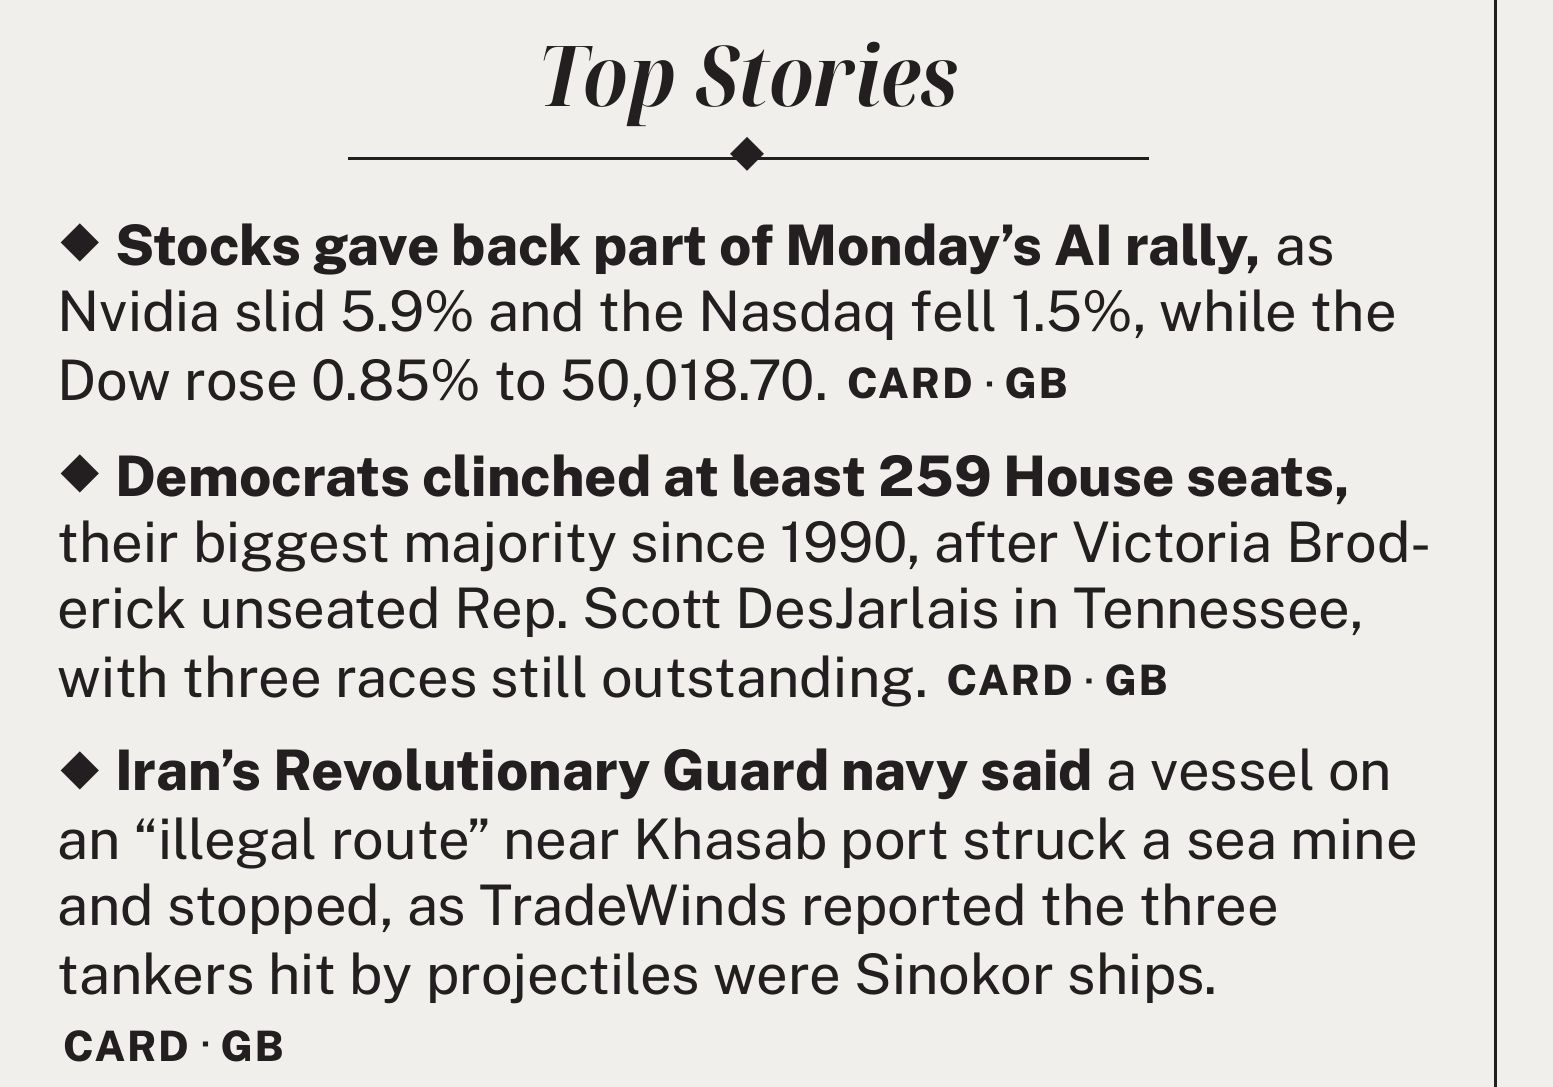 Top Stories
◆ Stocks gave back part of Monday’s AI rally, as
Nvidia slid 5.9% and the Nasdaq fell 1.5%, while the
Dow rose 0.85% to 50,018.70. CARD · GB
◆ Democrats clinched at least 259 House seats,
their biggest majority since 1990, after Victoria Brod-
erick unseated Rep. Scott DesJarlais in Tennessee,
with three races still outstanding. CARD · GB
◆ Iran’s Revolutionary Guard navy said a vessel on
an “illegal route” near Khasab port struck a sea mine
and stopped, as TradeWinds reported the three
tankers hit by projectiles were Sinokor ships.
CARD · GB